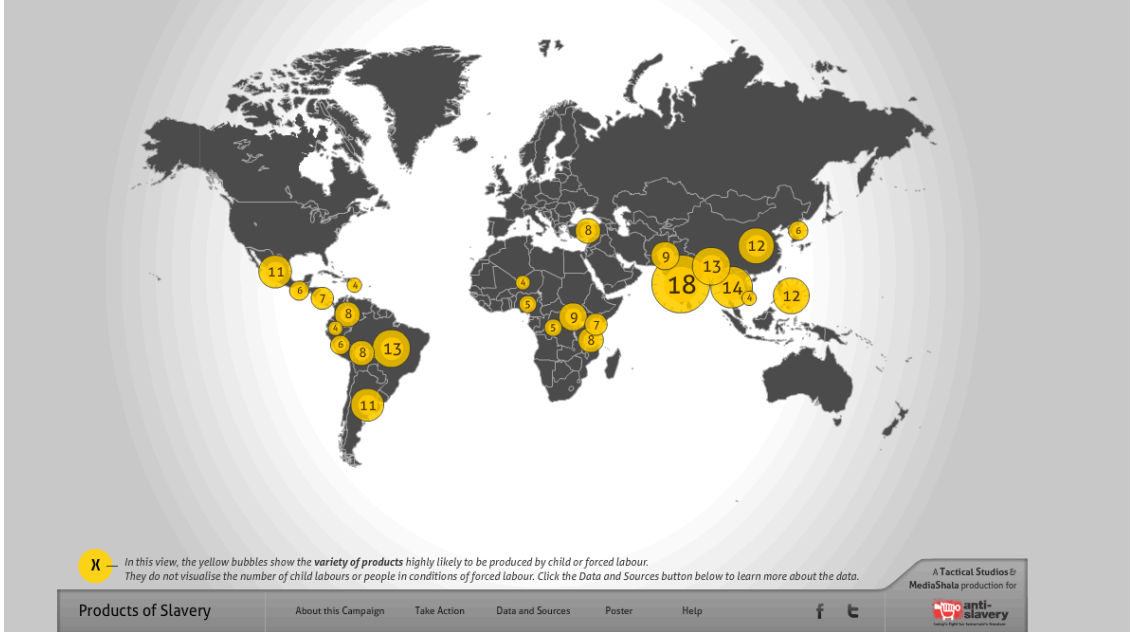 8
6
12
9
13
18
14
4
12
11
6
7
4
8
4
6
8
13
11
4
5
9
7
5
8
In this view, the yellow bubbles show the variety of products highly likely to be produced by child or forced labour.
They do not visualise the number of child labours or people in conditions of forced labour. Click the Data and Sources button below to learn more about the data.
A Tactical Studios &
MediaShala production for
Products of Slavery
About this Campaign
Take Action
Data and Sources
Poster
Help
anti-
slavery